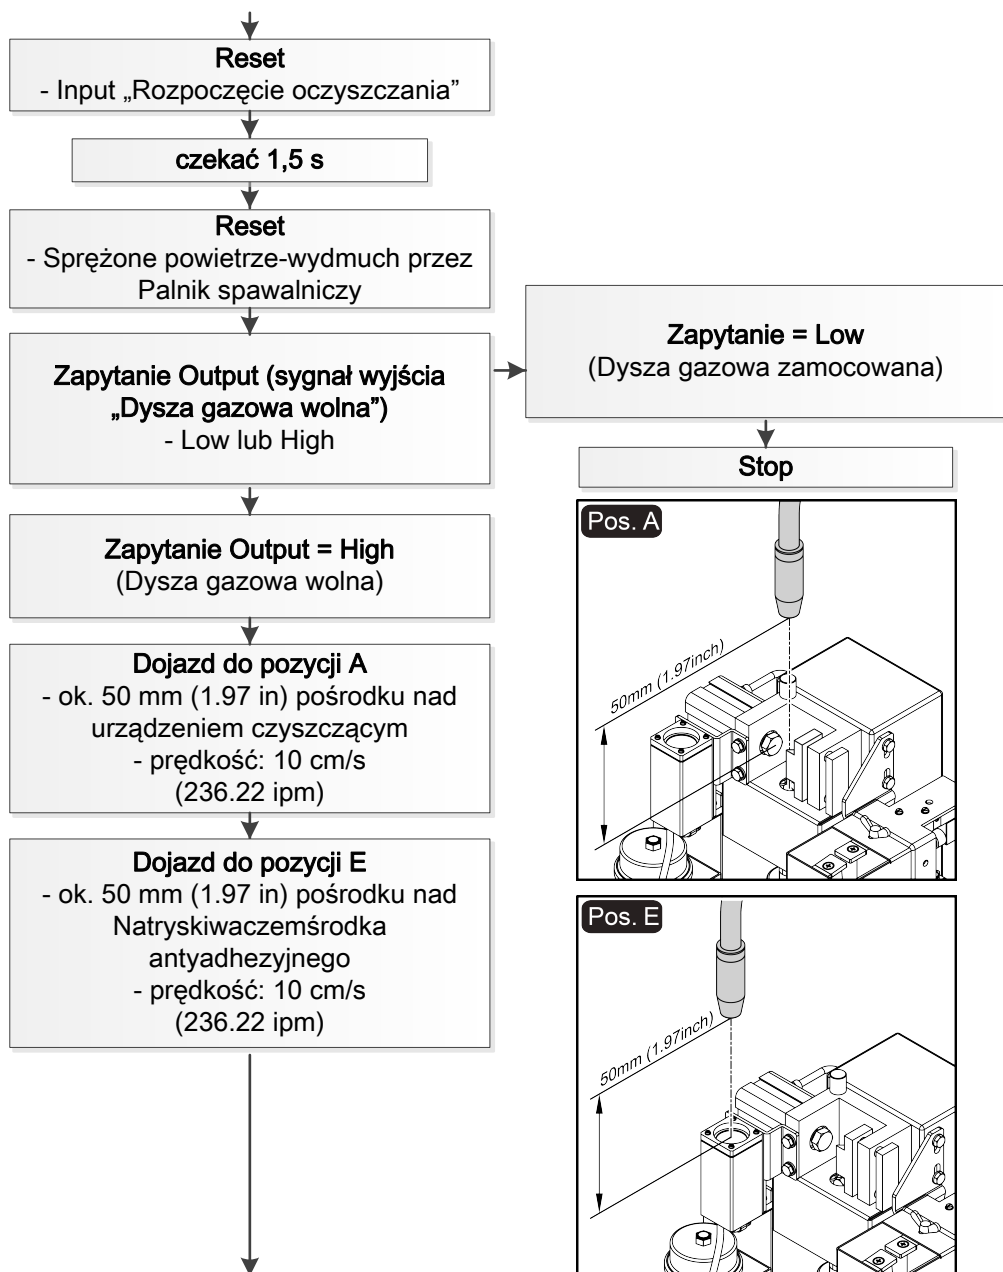 Reset
- Input „Rozpoczęcie oczyszczania”
czekać 1,5 s
Reset
- Sprężone powietrze-wydmuch przez
Palnik spawalniczy
Zapytanie Output (sygnał wyjścia
„Dysza gazowa wolna”)
- Low lub High
Zapytanie = Low
(Dysza gazowa zamocowana)
Stop
Zapytanie Output = High
(Dysza gazowa wolna)
Dojazd do pozycji A
- ok. 50 mm (1.97 in) pośrodku nad
urządzeniem czyszczącym
- prędkość: 10 cm/s
(236.22 ipm)
Dojazd do pozycji E
- ok. 50 mm (1.97 in) pośrodku nad
Natryskiwaczemśrodka
antyadhezyjnego
- prędkość: 10 cm/s
(236.22 ipm)
Pos. A
50mm (1.97inch)
Pos. E
50mm (1.97inch)